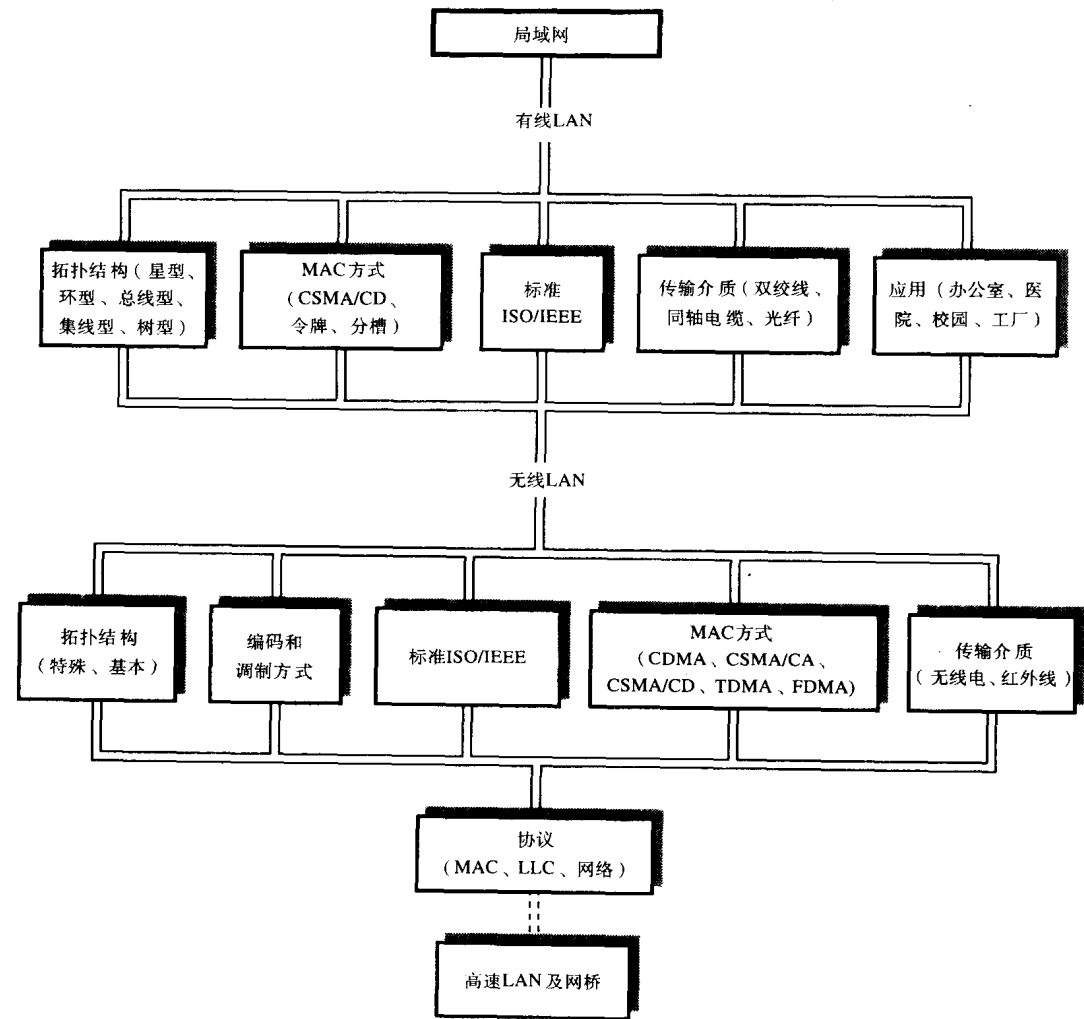 局域网
有线LAN
拓扑结构（星型、
环型、总线型、
集线型、树型）
MAC方式
（CSMA/CD、
令牌、分槽）
标准
ISO/IEEE
传输介质（双绞线、
同轴电缆、光纤）
应用（办公室、医
院、校园、工厂）
无线LAN
拓扑结构
（特殊、基本）
编码和
调制方式
标准ISO/IEEE
MAC方式
（CDMA、CSMA/CA、
CSMA/CD、TDMA、FDMA)
传输介质
（无线电、红外线）
协议
（MAC、LLC、网络）
高速LAN及网桥